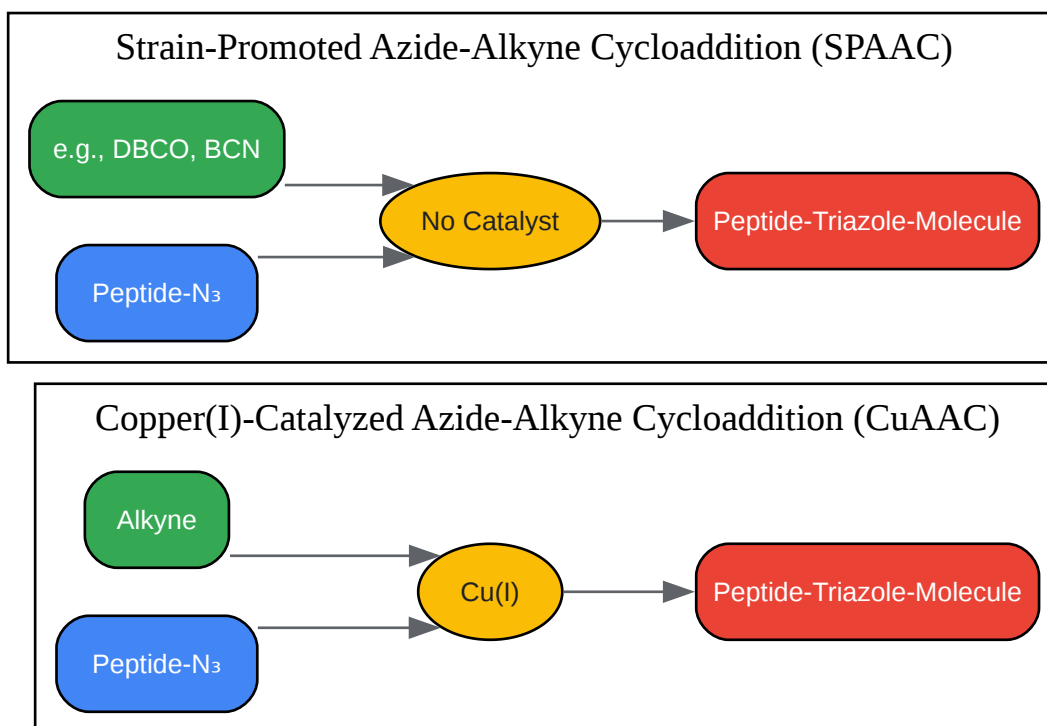 Strain-Promoted Azide-Alkyne Cycloaddition (SPAAC)
e.g., DBCO, BCN
No Catalyst
Peptide-Triazole-Molecule
Peptide-N₃
Copper(I)-Catalyzed Azide-Alkyne Cycloaddition (CuAAC)
Alkyne
Cu(I)
Peptide-Triazole-Molecule
Peptide-N₃